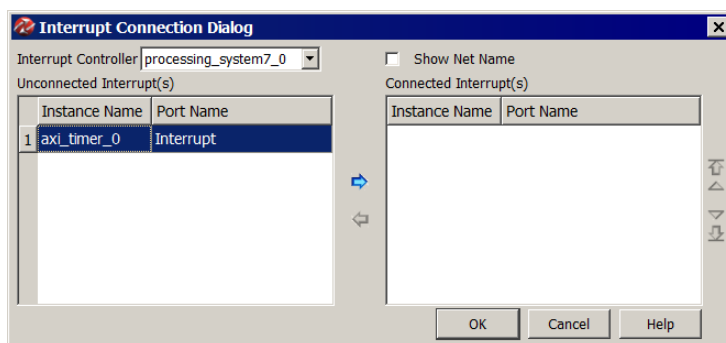 Interrupt Connection Dialog
Interrupt Controller processing_system7_0
Show Net Name
Unconnected Interrupt(s)
Connected Interrupt(s)
Instance Name Port Name
Instance Name Port Name
1 axi_timer_0 Interrupt
OK Cancel Help